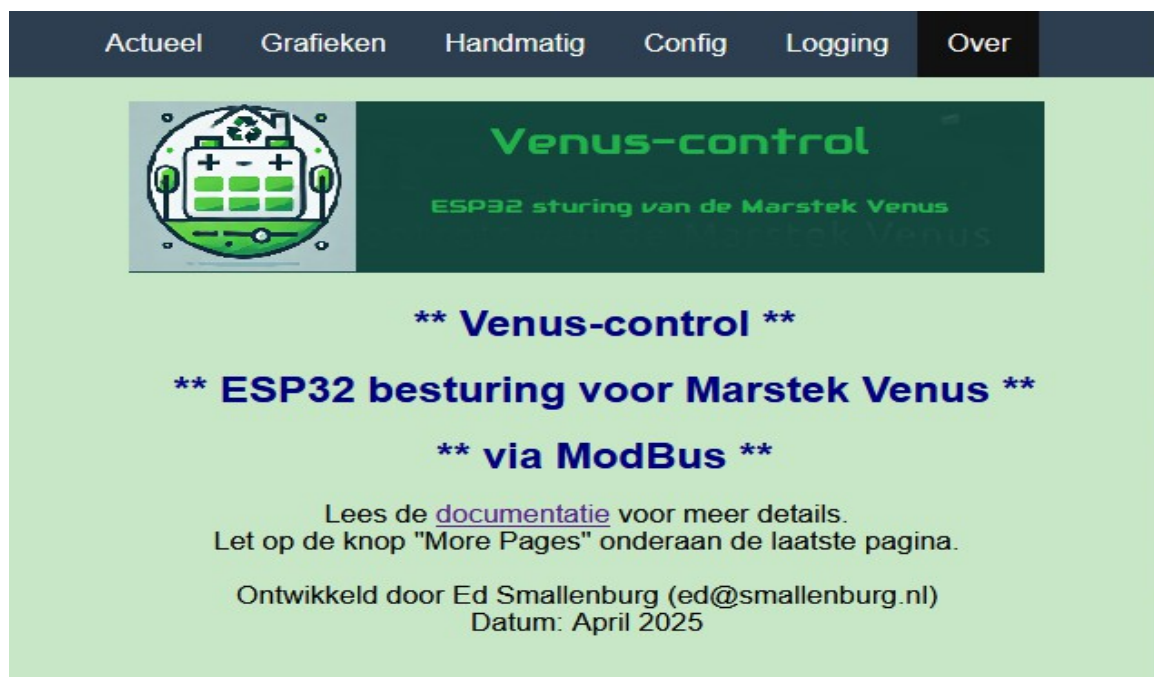 Actueel Grafieken Handmatig Config Logging Over
Venus-control
ESP32 sturing van de Marstek Venus
** Venus-control **
** ESP32 besturing voor Marstek Venus **
** via ModBus **
Lees de documentatie voor meer details.
Let op de knop "More Pages" onderaan de laatste pagina.
Ontwikkeld door Ed Smallenburg (ed@smallenburg.nl)
Datum: April 2025